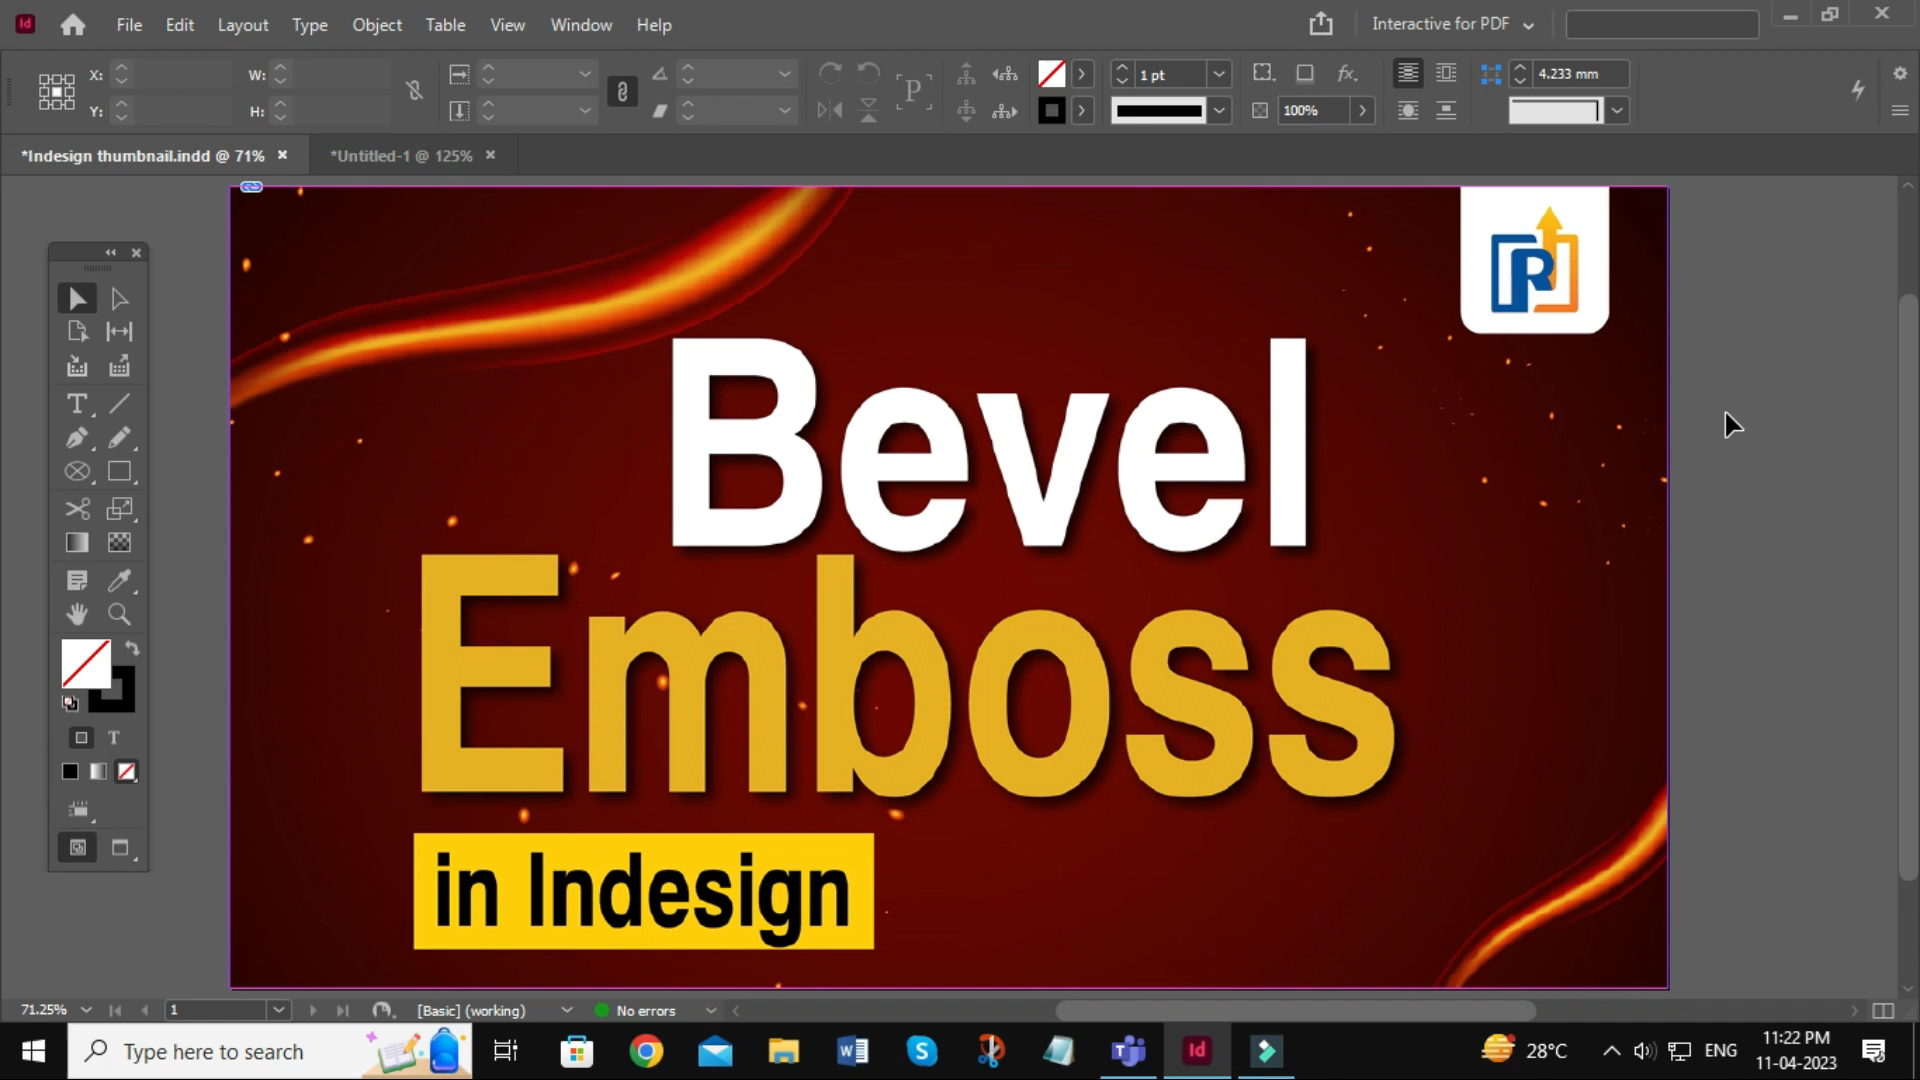 Id File Edit Layout Type Object Table View Window Help Interactive for PDF
X: W: 1 pt fx. 4.233 mm
Y: H: P 100%
*Indesign thumbnail.indd @ 71% *Untitled-1 @ 125%
R
Bevel
Emboss
in Indesign
T
T
71.25% 1 [Basic] (working) No errors
Type here to search 28°C ENG 11:22 PM
11-04-2023